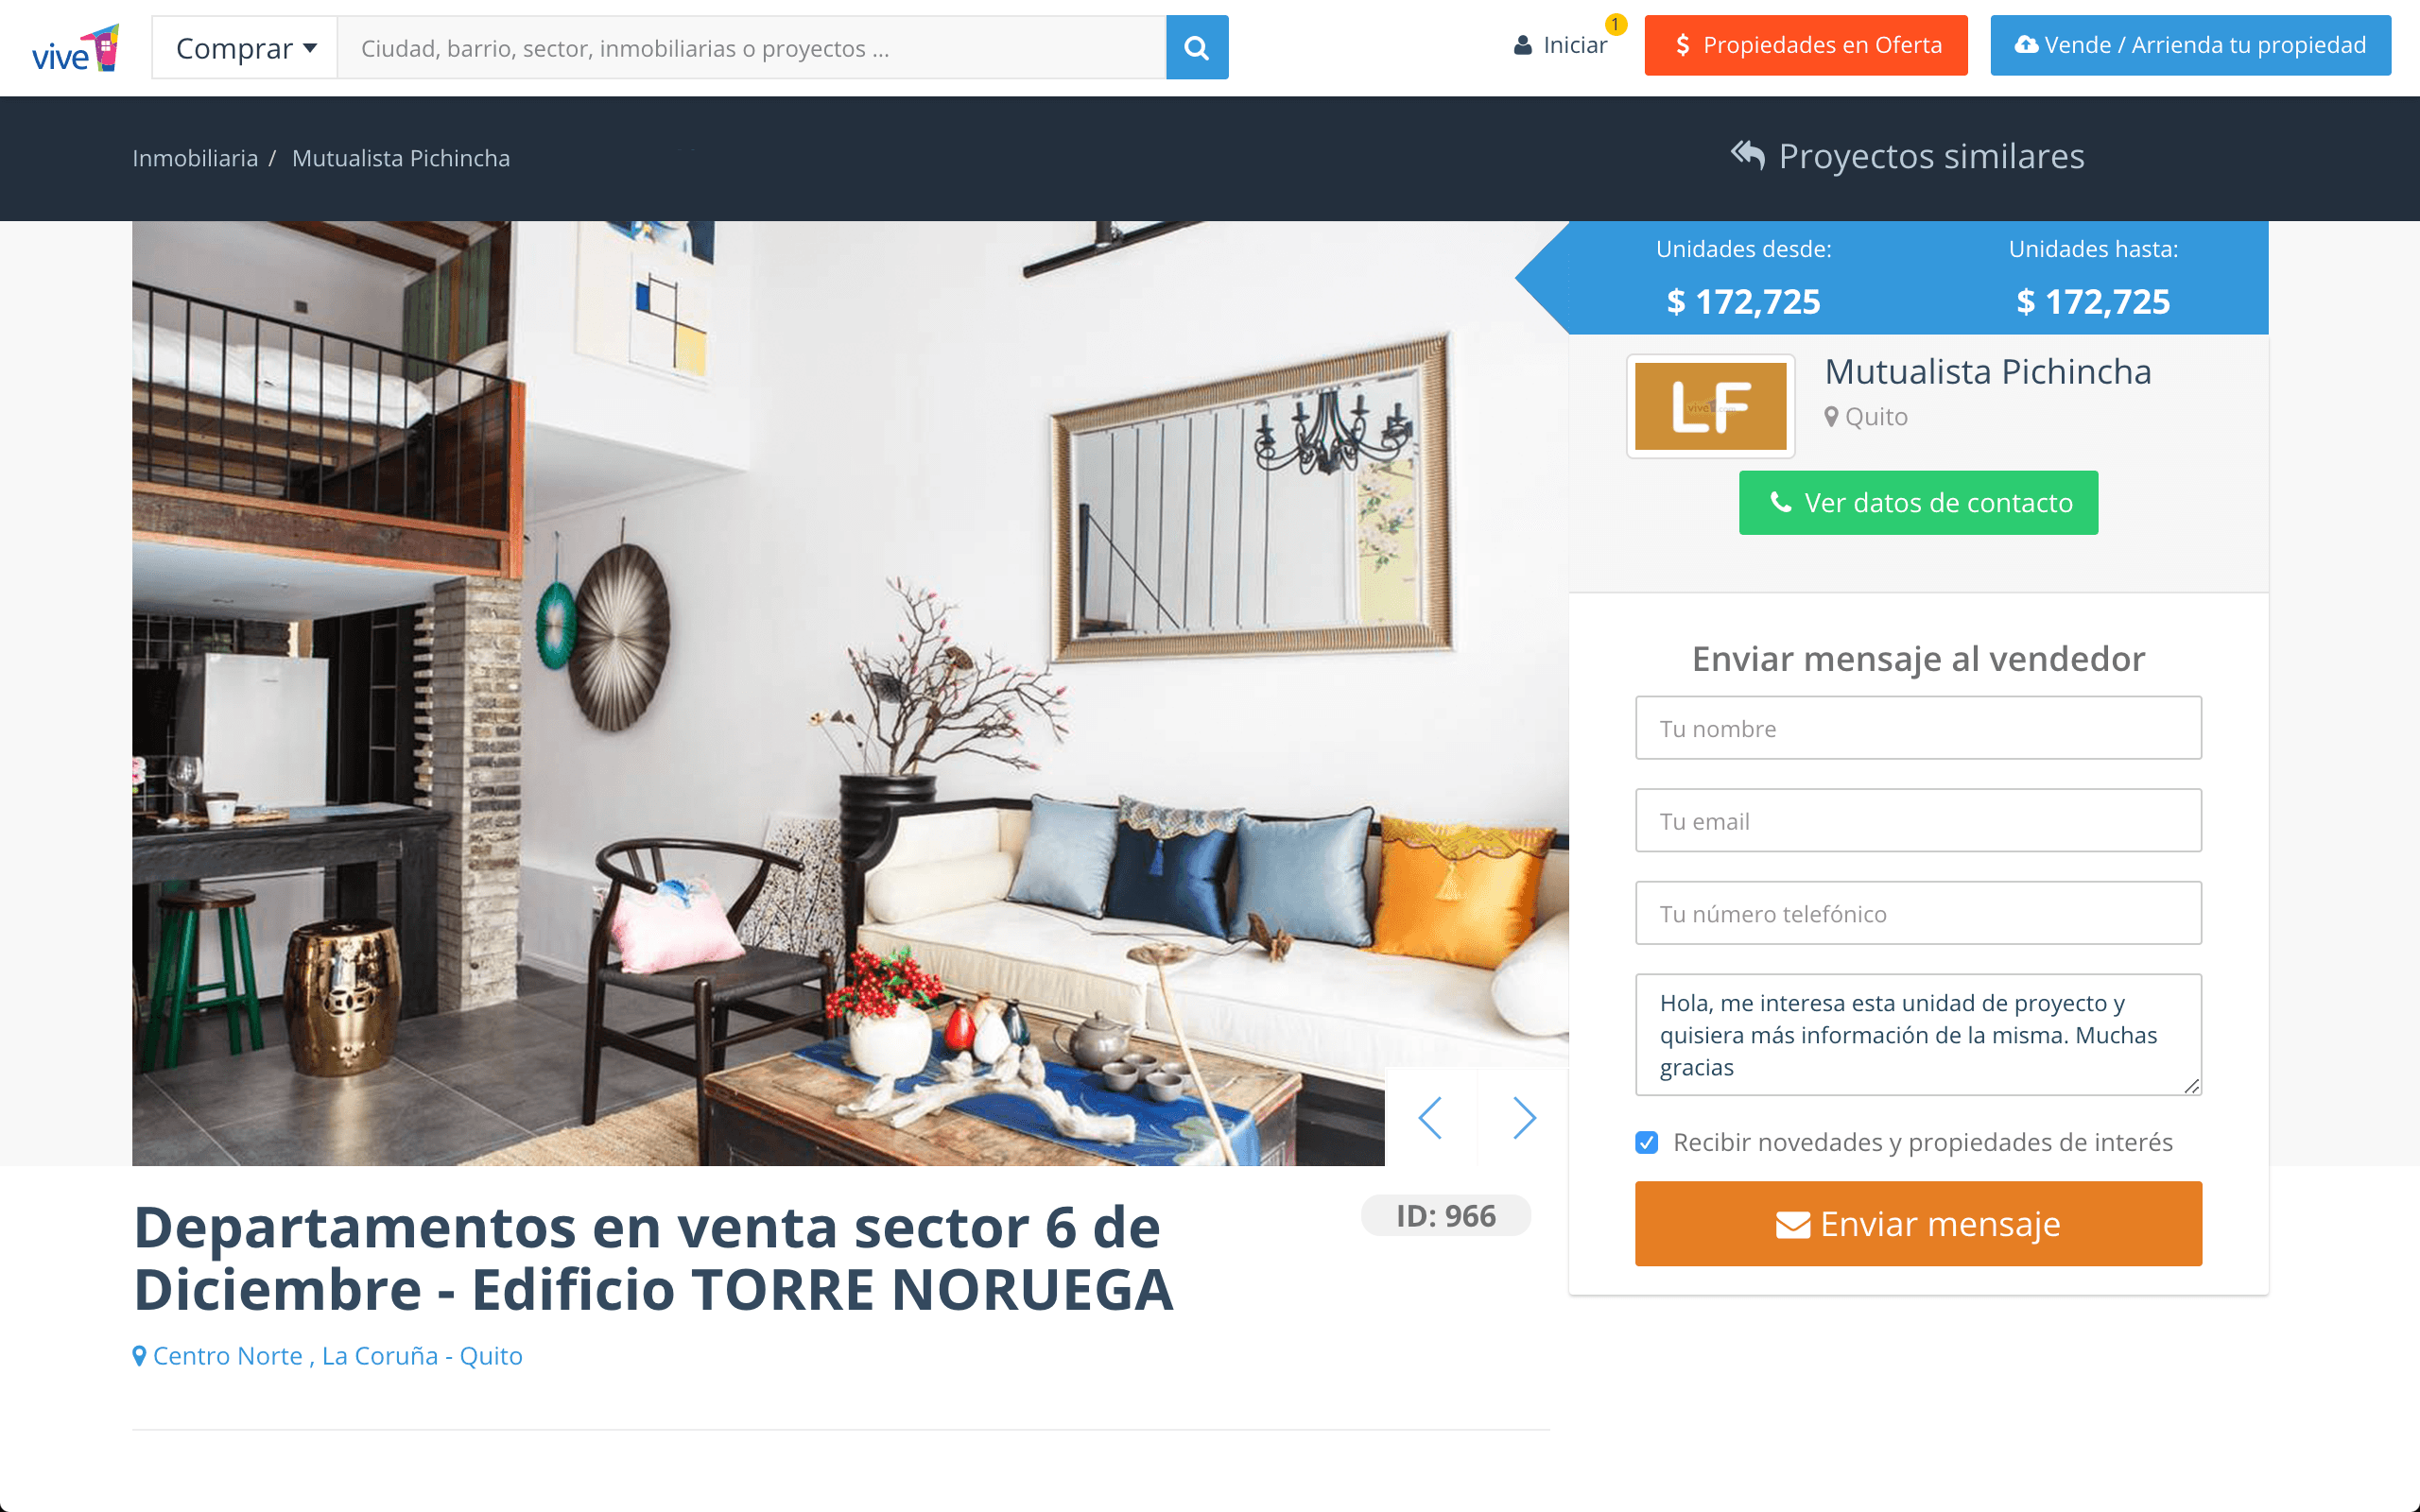 vive1
Comprar
Ciudad, barrio, sector, inmobiliarias o proyectos ...
Iniciar
1
$ Propiedades en Oferta
Vende / Arrienda tu propiedad
Inmobiliaria / Mutualista Pichincha
Proyectos similares
Unidades desde:
$ 172,725
Unidades hasta:
$ 172,725
LF
Mutualista Pichincha
Quito
Ver datos de contacto
Enviar mensaje al vendedor
Tu nombre
Tu email
Tu número telefónico
Hola, me interesa esta unidad de proyecto y
quisiera más información de la misma. Muchas
gracias
Recibir novedades y propiedades de interés
Enviar mensaje
Departamentos en venta sector 6 de
Diciembre - Edificio TORRE NORUEGA
ID: 966
Centro Norte , La Coruña - Quito